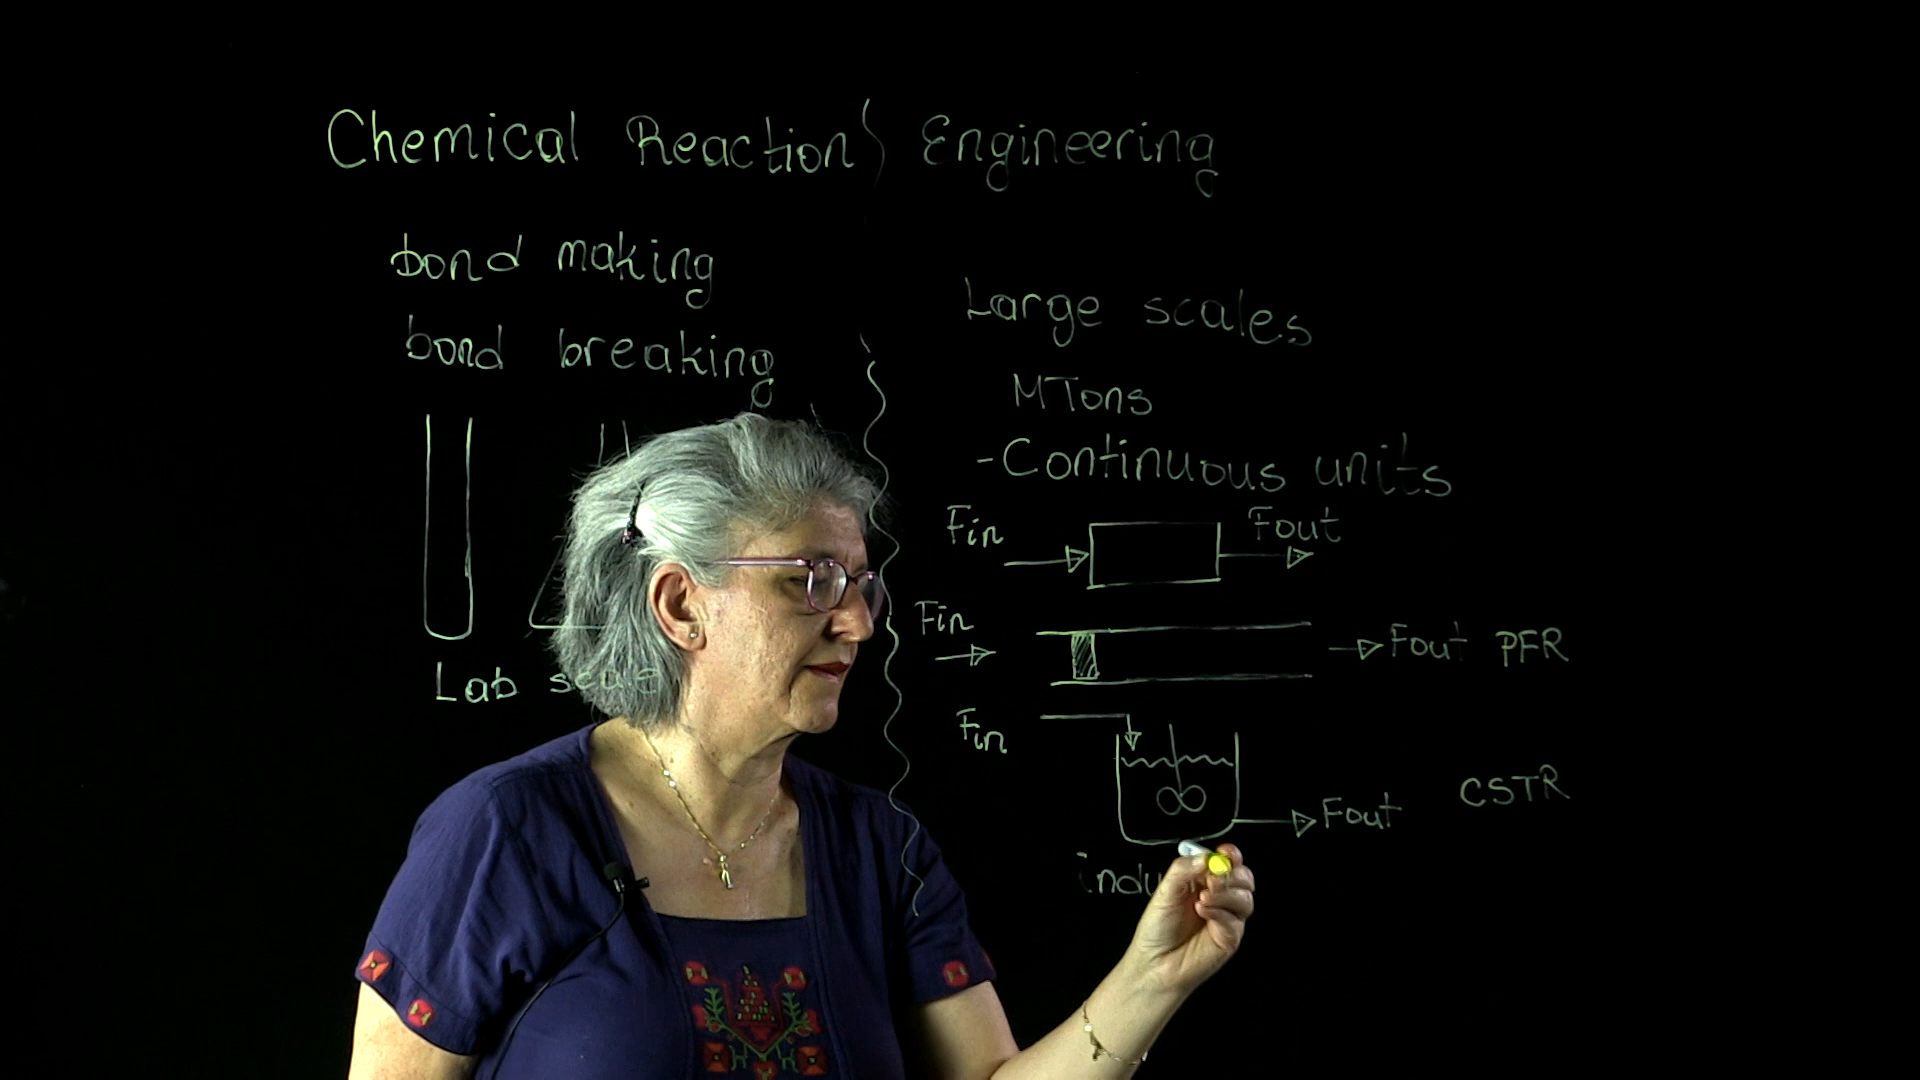 Chemical Reaction Engineering
bond making
bond breaking
Lab scale
Large scales
MTons
-Continuous units
Fin
Fout
Fin
Fout PFR
Fin
Fout
CSTR